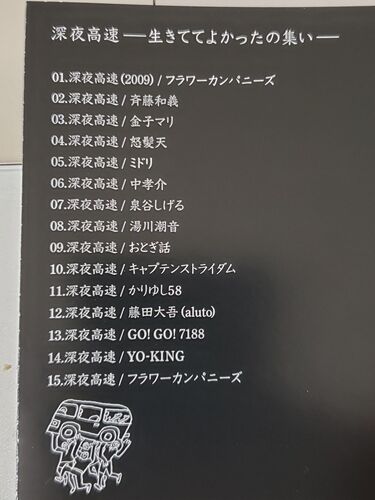 深夜高速 ―生きててよかったの集い―
01.深夜高速 (2009) / フラワーカンパニーズ
02.深夜高速 / 斉藤和義
03.深夜高速 / 金子マリ
04.深夜高速 / 怒髪天
05.深夜高速 / ミドリ
06.深夜高速 / 中孝介
07.深夜高速 / 泉谷しげる
08.深夜高速 / 湯川潮音
09.深夜高速 / おとぎ話
10.深夜高速 / キャプテンストライダム
11.深夜高速 / かりゆし58
12.深夜高速 / 藤田大吾 (aluto)
13.深夜高速 / GO! GO! 7188
14.深夜高速 / YO-KING
15.深夜高速 / フラワーカンパニーズ